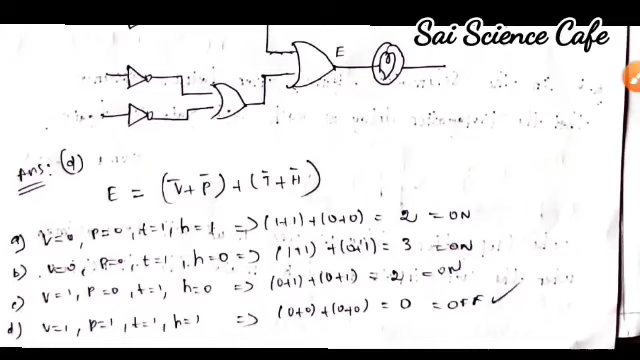 Sai Science Cafe
E
Ans: (d)
E = (V̄+P̄)+(T̄+H̄)
a) V=0, P=0, t=1, h=1 => (1+1)+(0+0) = 2 = ON
b) V=0, P=0, t=1, h=0 => (1+1)+(0+1) = 3 = ON
c) V=1, P=0, t=1, h=0 => (0+1)+(0+1) = 2 = ON
d) V=1, P=1, t=1, h=1 => (0+0)+(0+0) = 0 = OFF ✓